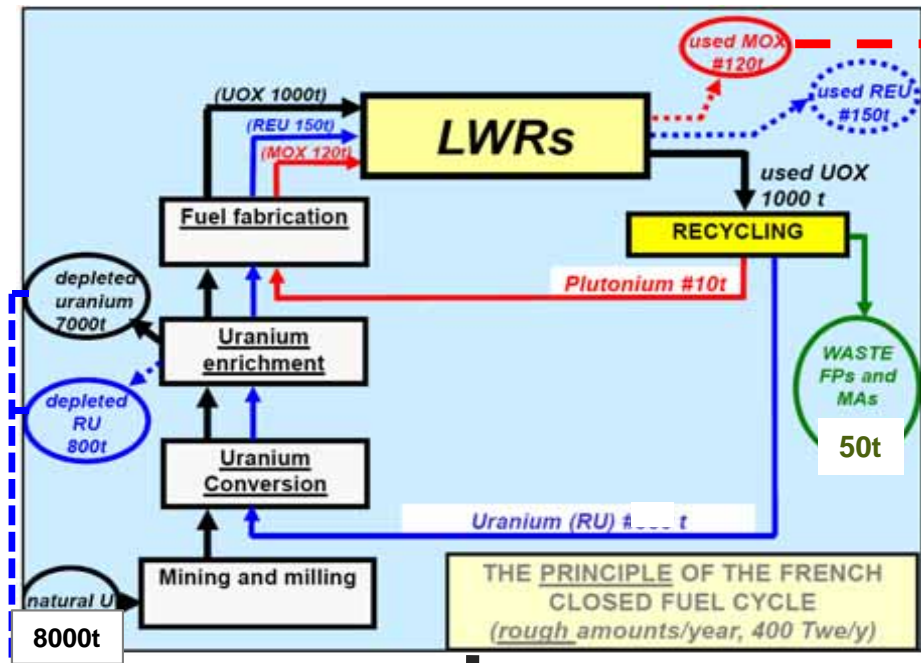 used MOX
#120t
used REU
#150t
(UOX 1000t)
(REU 150t)
(MOX 120t)
LWRs
used UOX
1000 t
Fuel fabrication
RECYCLING
depleted
uranium
7000t
Plutonium #10t
Uranium
enrichment
WASTE
FPs and
MAs
50t
depleted
RU
800t
Uranium
Conversion
Uranium (RU) t
Mining and milling
natural U
8000t
THE PRINCIPLE OF THE FRENCH
CLOSED FUEL CYCLE
(rough amounts/year, 400 Twe/y)